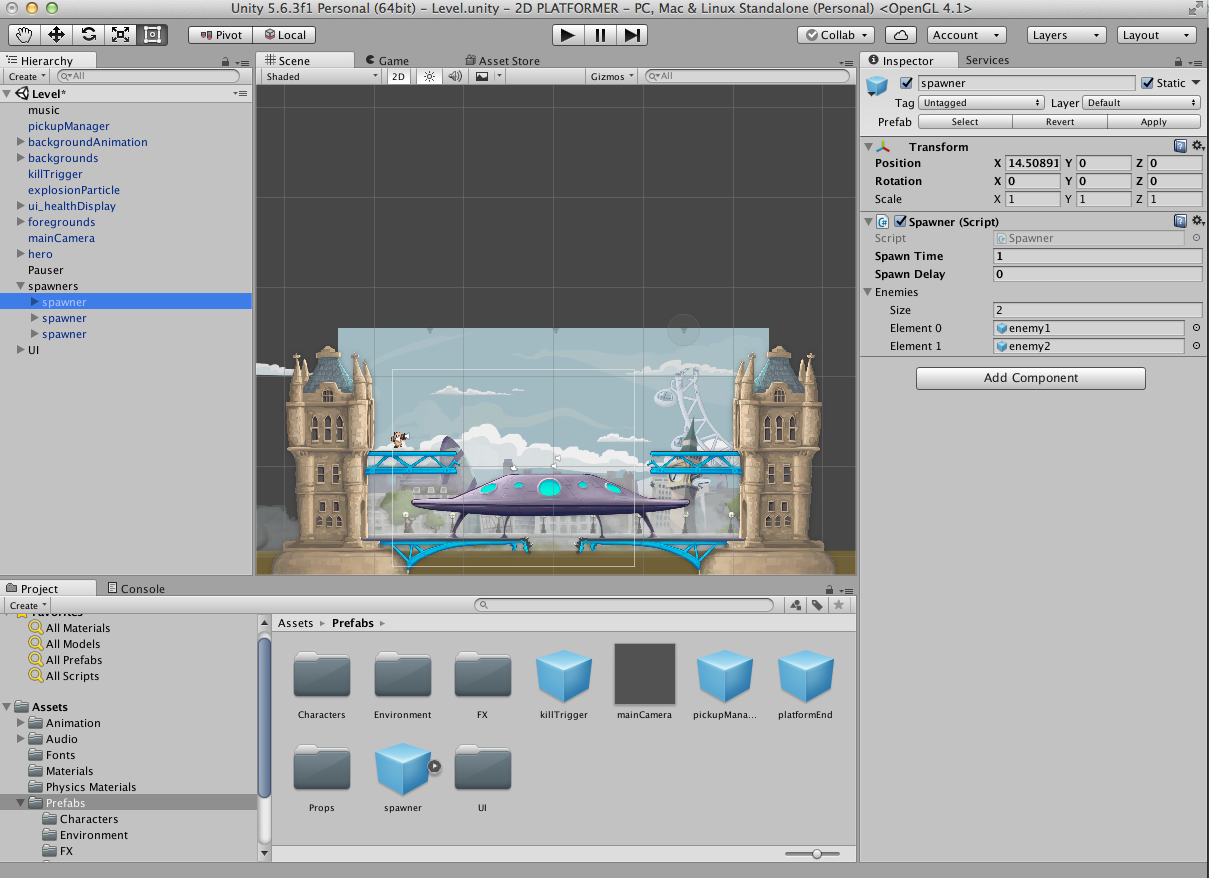 Unity 5.6.3f1 Personal (64bit) – Level.unity – 2D PLATFORMER – PC, Mac & Linux Standalone (Personal) <OpenGL 4.1>
Pivot Local Collab Account Layers Layout
Hierarchy
Create All
Level*
music
pickupManager
backgroundAnimation
backgrounds
killTrigger
explosionParticle
ui_healthDisplay
foregrounds
mainCamera
hero
Pauser
spawners
spawner
spawner
spawner
UI
Scene Game Asset Store
Shaded 2D Gizmos All
Inspector Services
spawner Static
Tag Untagged Layer Default
Prefab Select Revert Apply
Transform
Position X 14.50891 Y 0 Z 0
Rotation X 0 Y 0 Z 0
Scale X 1 Y 1 Z 1
Spawner (Script)
Script Spawner
Spawn Time 1
Spawn Delay 0
Enemies
Size 2
Element 0 enemy1
Element 1 enemy2
Add Component
Project Console
Create
Favorites
All Materials
All Models
All Prefabs
All Scripts
Assets
Animation
Audio
Fonts
Materials
Physics Materials
Prefabs
Characters
Environment
FX
Assets Prefabs
Characters Environment FX killTrigger mainCamera pickupMana... platformEnd
Props spawner UI